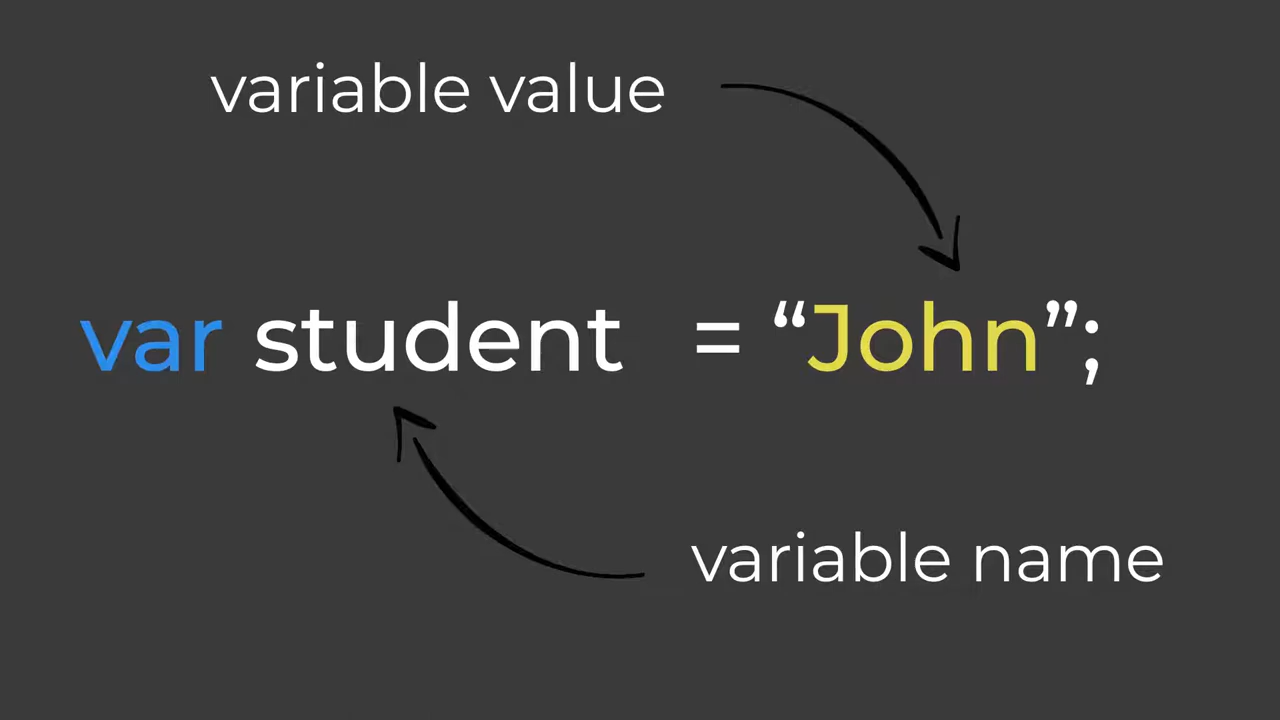 variable value
var student = “John”;
variable name